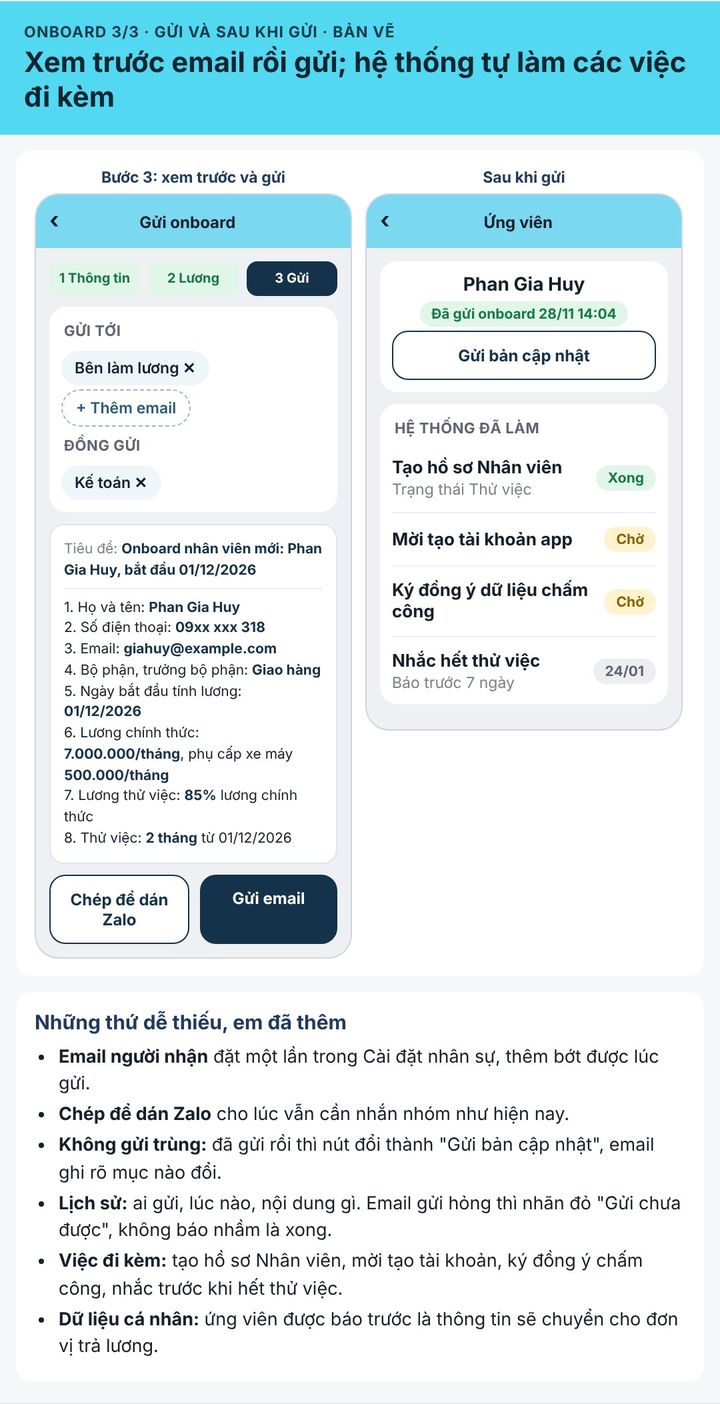 ONBOARD 3/3 · GỬI VÀ SAU KHI GỬI · BẢN VẼ
Xem trước email rồi gửi; hệ thống tự làm các việc
đi kèm
Bước 3: xem trước và gửi
‹
Gửi onboard
1 Thông tin
2 Lương
3 Gửi
GỬI TỚI
Bên làm lương ✕
+ Thêm email
ĐỒNG GỬI
Kế toán ✕
Tiêu đề: Onboard nhân viên mới: Phan
Gia Huy, bắt đầu 01/12/2026
1. Họ và tên: Phan Gia Huy
2. Số điện thoại: 09xx xxx 318
3. Email: giahuy@example.com
4. Bộ phận, trưởng bộ phận: Giao hàng
5. Ngày bắt đầu tính lương:
01/12/2026
6. Lương chính thức:
7.000.000/tháng, phụ cấp xe máy
500.000/tháng
7. Lương thử việc: 85% lương chính
thức
8. Thử việc: 2 tháng từ 01/12/2026
Chép để dán
Zalo
Gửi email
Sau khi gửi
‹
Ứng viên
Phan Gia Huy
Đã gửi onboard 28/11 14:04
Gửi bản cập nhật
HỆ THỐNG ĐÃ LÀM
Tạo hồ sơ Nhân viên
Trạng thái Thử việc
Xong
Mời tạo tài khoản app
Chờ
Ký đồng ý dữ liệu chấm
công
Chờ
Nhắc hết thử việc
Báo trước 7 ngày
24/01
Những thứ dễ thiếu, em đã thêm
• Email người nhận đặt một lần trong Cài đặt nhân sự, thêm bớt được lúc
gửi.
• Chép để dán Zalo cho lúc vẫn cần nhắn nhóm như hiện nay.
• Không gửi trùng: đã gửi rồi thì nút đổi thành "Gửi bản cập nhật", email
ghi rõ mục nào đổi.
• Lịch sử: ai gửi, lúc nào, nội dung gì. Email gửi hỏng thì nhãn đỏ "Gửi chưa
được", không báo nhầm là xong.
• Việc đi kèm: tạo hồ sơ Nhân viên, mời tạo tài khoản, ký đồng ý chấm
công, nhắc trước khi hết thử việc.
• Dữ liệu cá nhân: ứng viên được báo trước là thông tin sẽ chuyển cho đơn
vị trả lương.